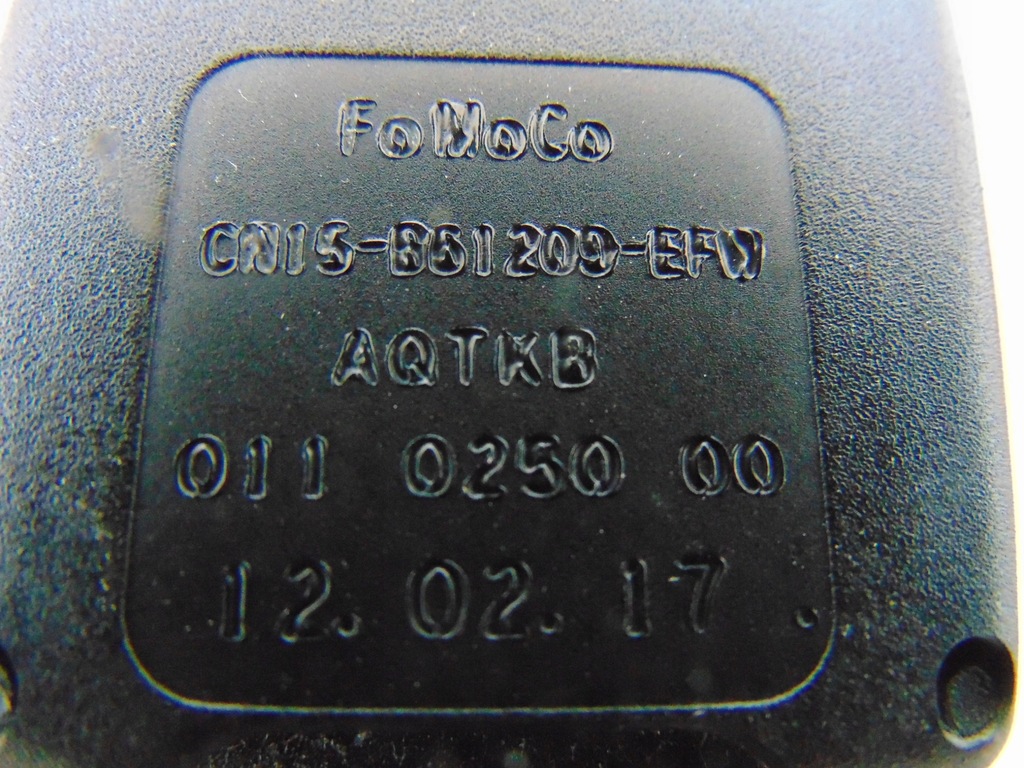 FoMoCo
CN15-B61209-EFW
AQTKB
011 0250 00
12.02.17.